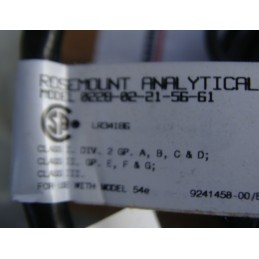 ROSEMOUNT ANALYTICAL
MODEL 0228-02-21-56-61
LR34186
CLASS I. DIV. 2 GP. A, B, C & D;
CLASS II. GP. E, F & G;
CLASS III.
FOR USE WITH MODEL 54e
9241458-00/